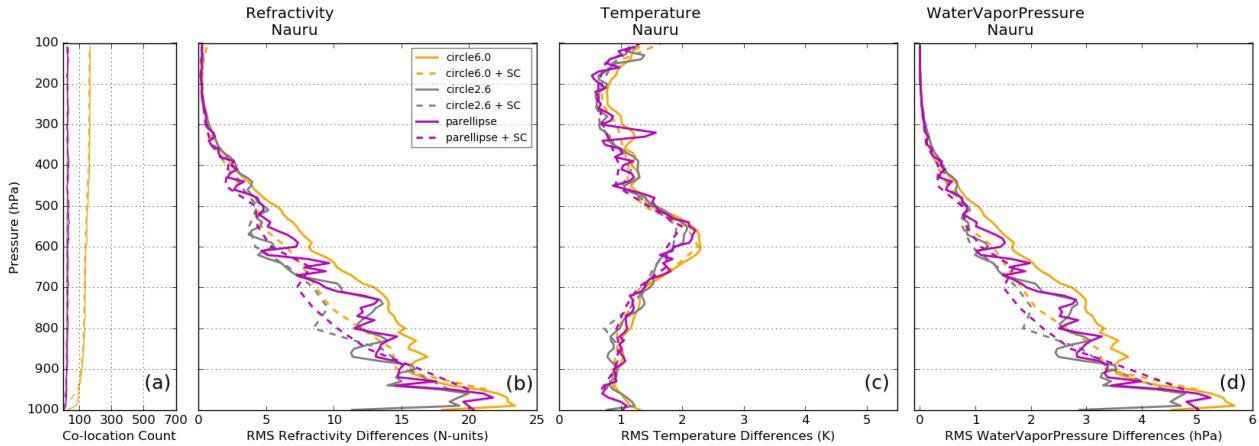 Refractivity
Nauru
Temperature
Nauru
WaterVaporPressure
Nauru
Pressure (hPa)
100
200
300
400
500
600
700
800
900
1000
100 300 500 700
Co-location Count
(a)
circle6.0
circle6.0 + SC
circle2.6
circle2.6 + SC
parellipse
parellipse + SC
0 5 10 15 20 25
RMS Refractivity Differences (N-units)
(b)
0 1 2 3 4 5
RMS Temperature Differences (K)
(c)
0 1 2 3 4 5 6
RMS WaterVaporPressure Differences (hPa)
(d)